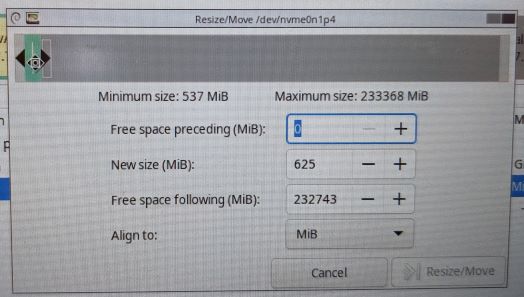 Resize/Move /dev/nvme0n1p4
Minimum size: 537 MiB Maximum size: 233368 MiB
Free space preceding (MiB): 0 − +
New size (MiB): 625 − +
Free space following (MiB): 232743 − +
Align to: MiB
Cancel Resize/Move